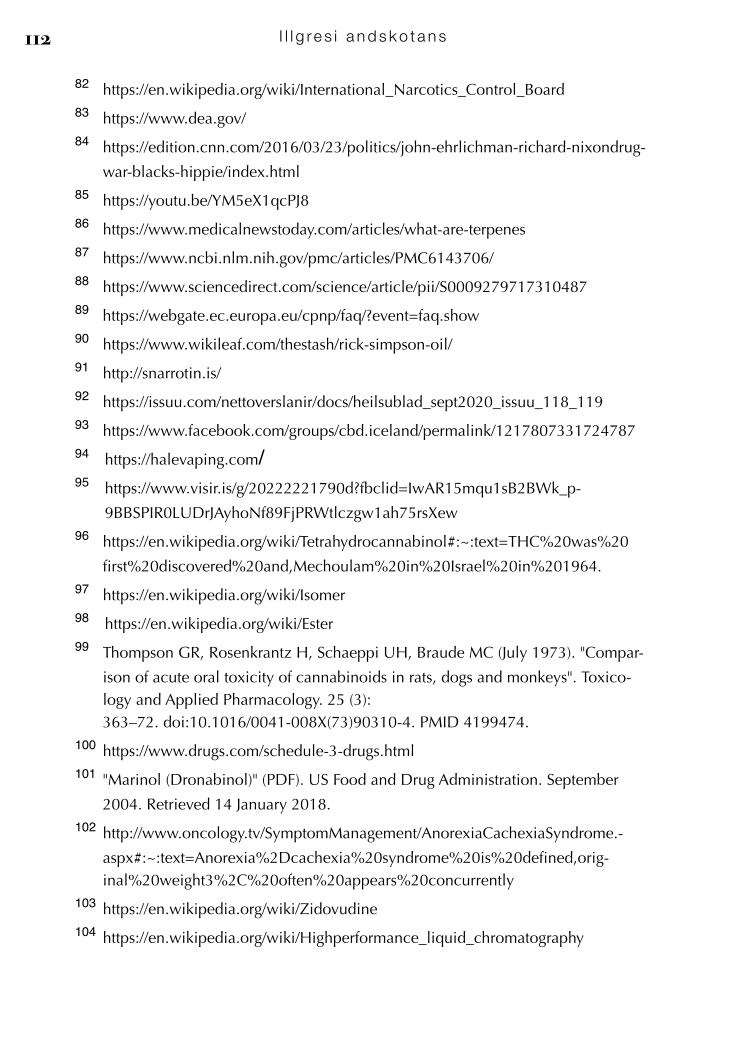 112
Illgresi andskotans
82 https://en.wikipedia.org/wiki/International_Narcotics_Control_Board
83 https://www.dea.gov/
84 https://edition.cnn.com/2016/03/23/politics/john-ehrlichman-richard-nixondrug-
war-blacks-hippie/index.html
85 https://youtu.be/YM5eX1qcPJ8
86 https://www.medicalnewstoday.com/articles/what-are-terpenes
87 https://www.ncbi.nlm.nih.gov/pmc/articles/PMC6143706/
88 https://www.sciencedirect.com/science/article/pii/S0009279717310487
89 https://webgate.ec.europa.eu/cpnp/faq/?event=faq.show
90 https://www.wikileaf.com/thestash/rick-simpson-oil/
91 http://snarrotin.is/
92 https://issuu.com/nettoverslanir/docs/heilsublad_sept2020_issuu_118_119
93 https://www.facebook.com/groups/cbd.iceland/permalink/1217807331724787
94 https://halevaping.com/
95 https://www.visir.is/g/20222221790d?fbclid=IwAR15mqu1sB2BWk_p-
9BBSPIR0LUDrJAyhoNf89FjPRWtlczgw1ah75rsXew
96 https://en.wikipedia.org/wiki/Tetrahydrocannabinol#:~:text=THC%20was%20
first%20discovered%20and,Mechoulam%20in%20Israel%20in%201964.
97 https://en.wikipedia.org/wiki/Isomer
98 https://en.wikipedia.org/wiki/Ester
99 Thompson GR, Rosenkrantz H, Schaeppi UH, Braude MC (July 1973). "Compar-
ison of acute oral toxicity of cannabinoids in rats, dogs and monkeys". Toxico-
logy and Applied Pharmacology. 25 (3):
363–72. doi:10.1016/0041-008X(73)90310-4. PMID 4199474.
100 https://www.drugs.com/schedule-3-drugs.html
101 "Marinol (Dronabinol)" (PDF). US Food and Drug Administration. September
2004. Retrieved 14 January 2018.
102 http://www.oncology.tv/SymptomManagement/AnorexiaCachexiaSyndrome.-
aspx#:~:text=Anorexia%2Dcachexia%20syndrome%20is%20defined,orig-
inal%20weight3%2C%20often%20appears%20concurrently
103 https://en.wikipedia.org/wiki/Zidovudine
104 https://en.wikipedia.org/wiki/Highperformance_liquid_chromatography